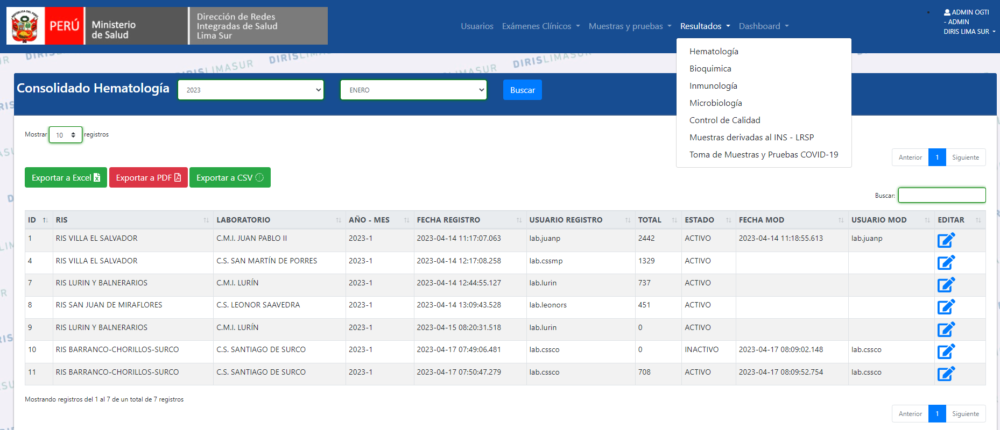 REPÚBLICA DEL PERÚ
PERÚ
Ministerio
de Salud
Dirección de Redes
Integradas de Salud
Lima Sur
Usuarios
Exámenes Clínicos
Muestras y pruebas
Resultados
Dashboard
ADMIN OGTI
- ADMIN
DIRIS LIMA SUR
Hematología
Bioquimica
Inmunología
Microbiología
Control de Calidad
Muestras derivadas al INS - LRSP
Toma de Muestras y Pruebas COVID-19
DIRISLIMASUR
Consolidado Hematología
2023
ENERO
Buscar
Mostrar 10 registros
Anterior 1 Siguiente
Exportar a Excel
Exportar a PDF
Exportar a CSV
Buscar:
ID RIS LABORATORIO AÑO - MES FECHA REGISTRO USUARIO REGISTRO TOTAL ESTADO FECHA MOD USUARIO MOD EDITAR
1 RIS VILLA EL SALVADOR C.M.I. JUAN PABLO II 2023-1 2023-04-14 11:17:07.063 lab.juanp 2442 ACTIVO 2023-04-14 11:18:55.613 lab.juanp
4 RIS VILLA EL SALVADOR C.S. SAN MARTÍN DE PORRES 2023-1 2023-04-14 12:17:08.258 lab.cssmp 1329 ACTIVO
7 RIS LURIN Y BALNERARIOS C.M.I. LURÍN 2023-1 2023-04-14 12:44:55.127 lab.lurin 737 ACTIVO
8 RIS SAN JUAN DE MIRAFLORES C.S. LEONOR SAAVEDRA 2023-1 2023-04-14 13:09:43.528 lab.leonors 451 ACTIVO
9 RIS LURIN Y BALNERARIOS C.M.I. LURÍN 2023-1 2023-04-15 08:20:31.518 lab.lurin 0 ACTIVO
10 RIS BARRANCO-CHORILLOS-SURCO C.S. SANTIAGO DE SURCO 2023-1 2023-04-17 07:49:06.481 lab.cssco 0 INACTIVO 2023-04-17 08:09:02.148 lab.cssco
11 RIS BARRANCO-CHORILLOS-SURCO C.S. SANTIAGO DE SURCO 2023-1 2023-04-17 07:50:47.279 lab.cssco 708 ACTIVO 2023-04-17 08:09:52.754 lab.cssco
Mostrando registros del 1 al 7 de un total de 7 registros
Anterior 1 Siguiente